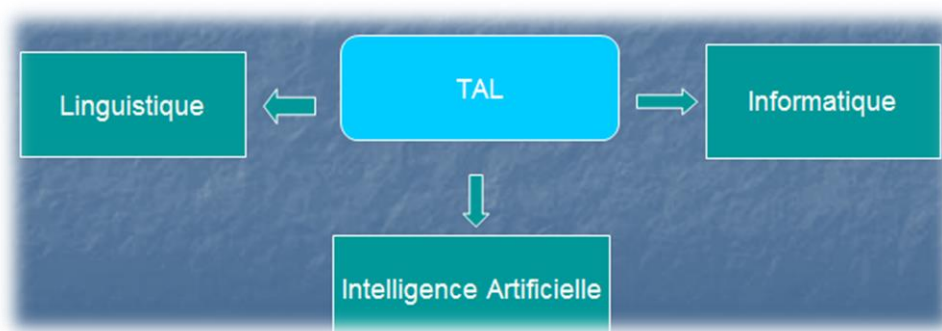 TAL
Linguistique
Informatique
Intelligence Artificielle